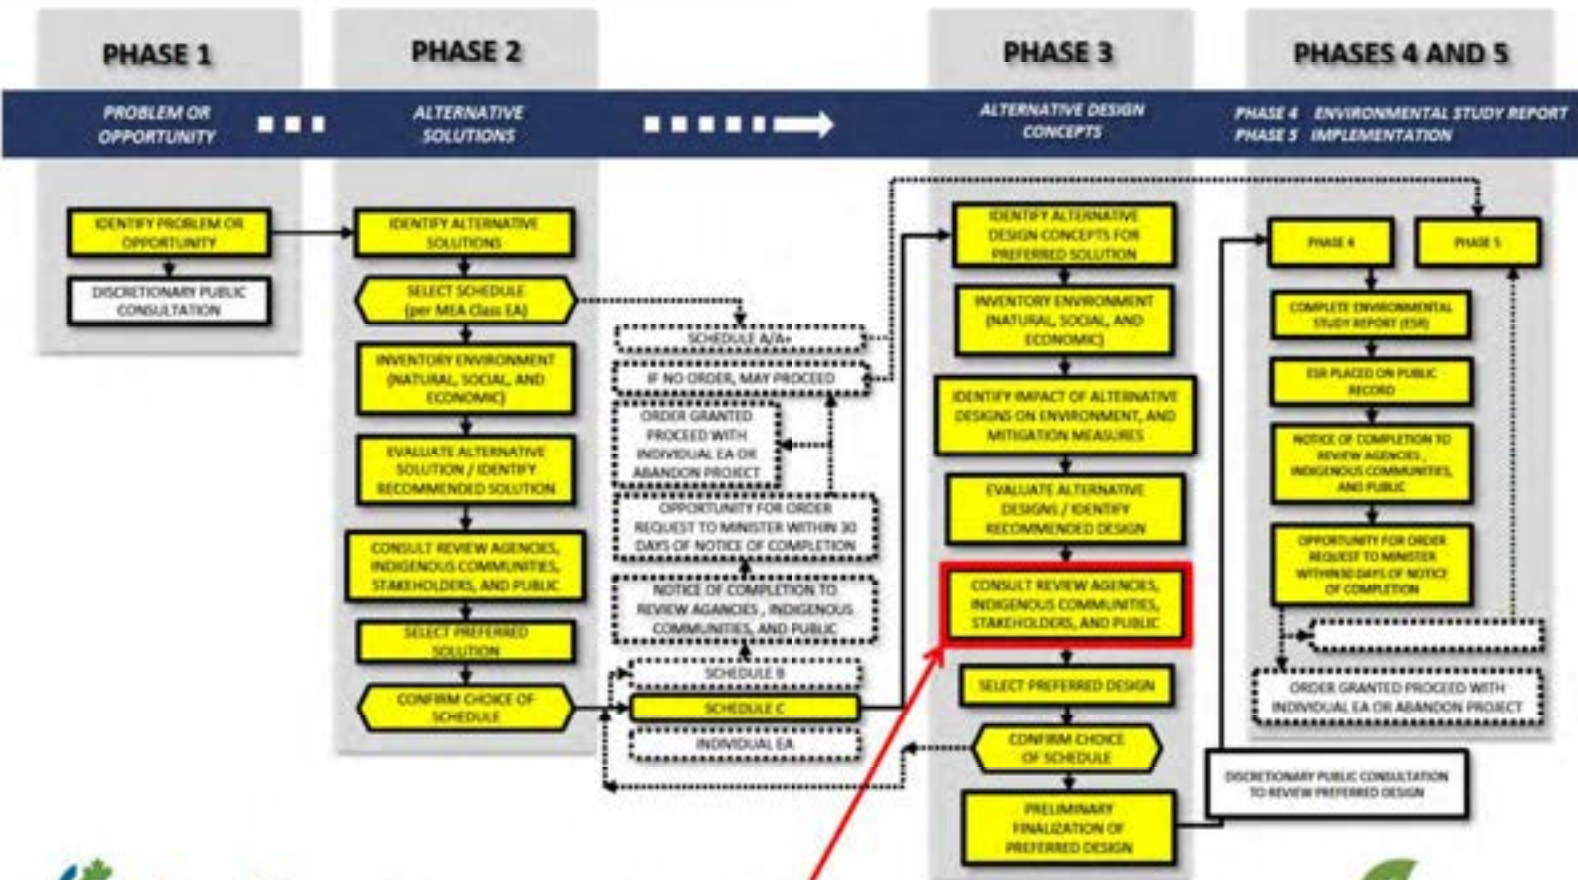 PHASE 1
PHASE 2
PHASE 3
PHASES 4 AND 5
PROBLEM OR
OPPORTUNITY
ALTERNATIVE
SOLUTIONS
ALTERNATIVE DESIGN
CONCEPTS
PHASE 4 ENVIRONMENTAL STUDY REPORT
PHASE 5 IMPLEMENTATION
IDENTIFY PROBLEM OR
OPPORTUNITY
DISCRETIONARY PUBLIC
CONSULTATION
IDENTIFY ALTERNATIVE
SOLUTIONS
SELECT SCHEDULE
(per MEA Class EA)
INVENTORY ENVIRONMENT
(NATURAL, SOCIAL, AND
ECONOMIC)
EVALUATE ALTERNATIVE
SOLUTION / IDENTIFY
RECOMMENDED SOLUTION
CONSULT REVIEW AGENCIES,
INDIGENOUS COMMUNITIES,
STAKEHOLDERS, AND PUBLIC
SELECT PREFERRED
SOLUTION
CONFIRM CHOICE OF
SCHEDULE
SCHEDULE A/A+
IF NO ORDER, MAY PROCEED
ORDER GRANTED
PROCEED WITH
INDIVIDUAL EA OR
ABANDON PROJECT
OPPORTUNITY FOR ORDER
REQUEST TO MINISTER WITHIN 30
DAYS OF NOTICE OF COMPLETION
NOTICE OF COMPLETION TO
REVIEW AGANCIES , INDIGENOUS
COMMUNITIES, AND PUBLIC
SCHEDULE B
SCHEDULE C
INDIVIDUAL EA
IDENTIFY ALTERNATIVE
DESIGN CONCEPTS FOR
PREFERRED SOLUTION
INVENTORY ENVIRONMENT
(NATURAL, SOCIAL, AND
ECONOMIC)
IDENTIFY IMPACT OF ALTERNATIVE
DESIGNS ON ENVIRONMENT, AND
MITIGATION MEASURES
EVALUATE ALTERNATIVE
DESIGNS / IDENTIFY
RECOMMENDED DESIGN
CONSULT REVIEW AGENCIES,
INDIGENOUS COMMUNITIES,
STAKEHOLDERS, AND PUBLIC
SELECT PREFERRED DESIGN
CONFIRM CHOICE
OF SCHEDULE
PRELIMINARY
FINALIZATION OF
PREFERRED DESIGN
PHASE 4
PHASE 5
COMPLETE ENVIRONMENTAL
STUDY REPORT (ESR)
ESR PLACED ON PUBLIC
RECORD
NOTICE OF COMPLETION TO
REVIEW AGENCIES ,
INDIGENOUS COMMUNITIES,
AND PUBLIC
OPPORTUNITY FOR ORDER
REQUEST TO MINISTER
WITHIN 30 DAYS OF NOTICE
OF COMPLETION
ORDER GRANTED PROCEED WITH
INDIVIDUAL EA OR ABANDON PROJECT
DISCRETIONARY PUBLIC CONSULTATION
TO REVIEW PREFERRED DESIGN